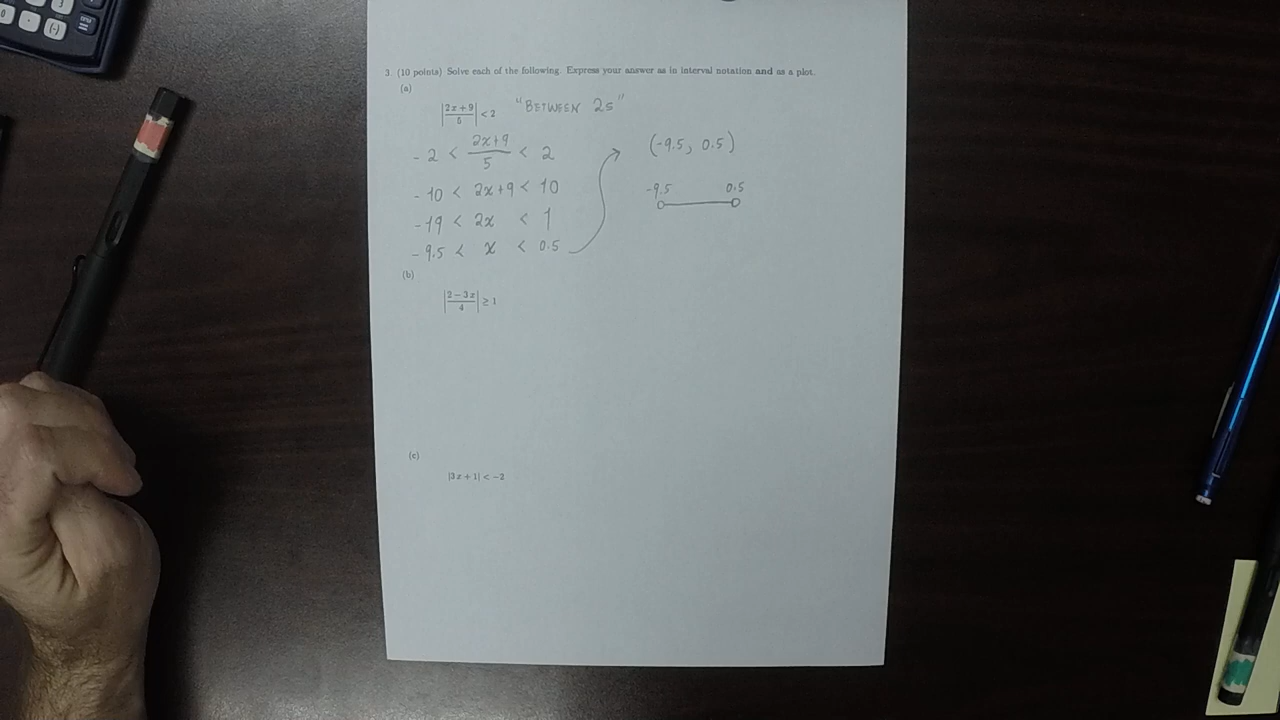 3. (10 points) Solve each of the following. Express your answer as in interval notation and as a plot.
(a)
|(2x+9)/5| < 2 "BETWEEN 2s"
-2 < (2x+9)/5 < 2
-10 < 2x+9 < 10
-19 < 2x < 1
-9.5 < x < 0.5
(-9.5, 0.5)
-9.5 0.5
(b)
|(2-3x)/4| ≥ 1
(c)
|3x+1| < -2